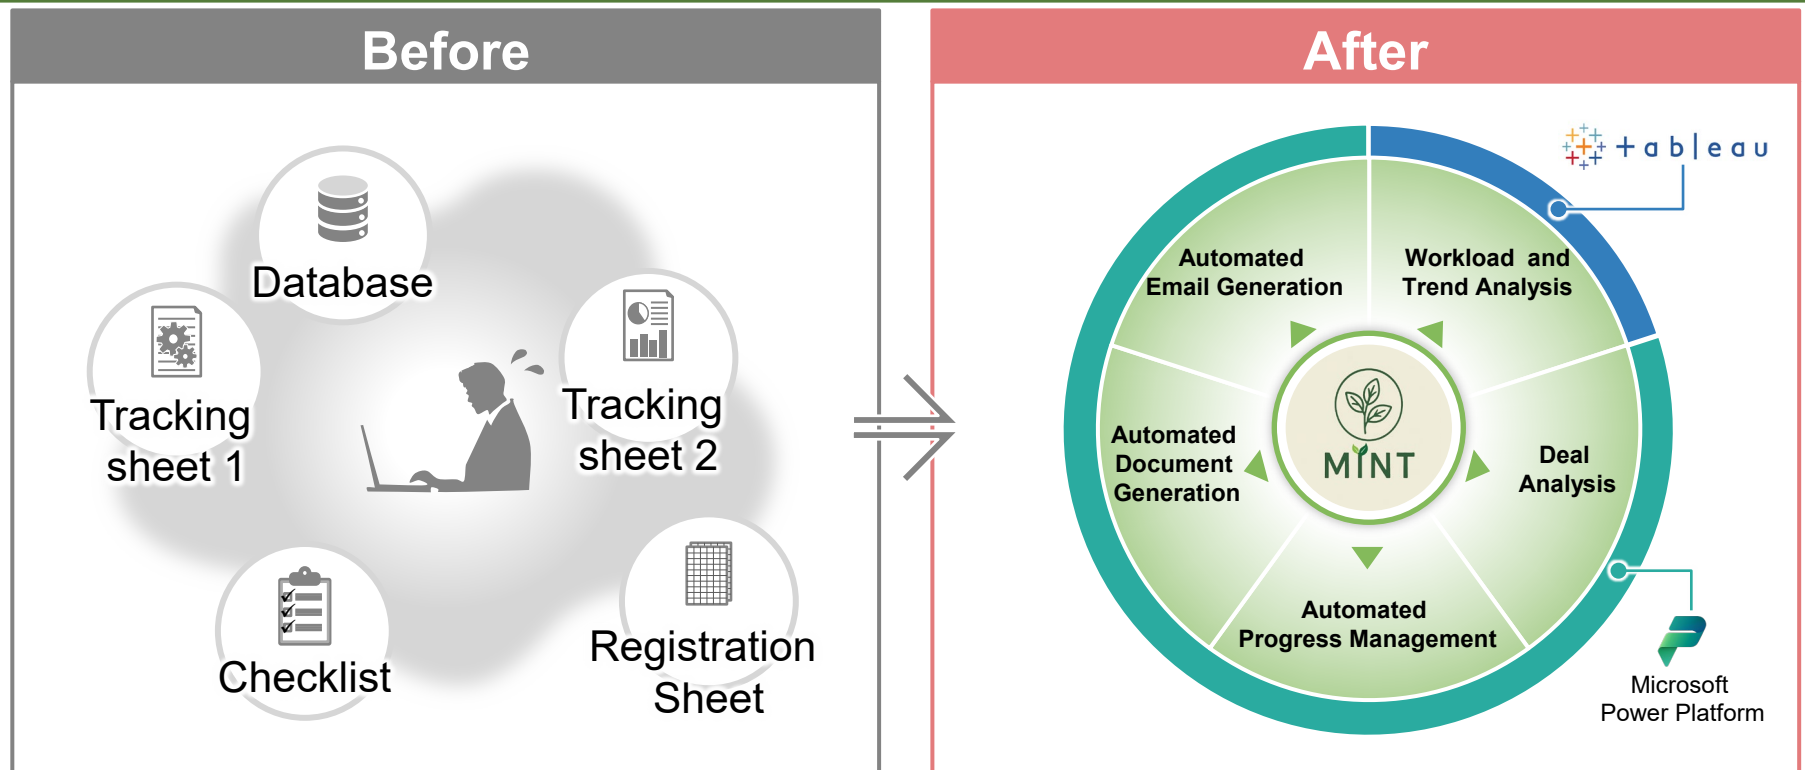 Before
Database
Tracking
sheet 1
Tracking
sheet 2
Checklist
Registration
Sheet
After
+ableau
Automated
Email Generation
Workload and
Trend Analysis
Automated
Document
Generation
MINT
Deal
Analysis
Automated
Progress Management
Microsoft
Power Platform